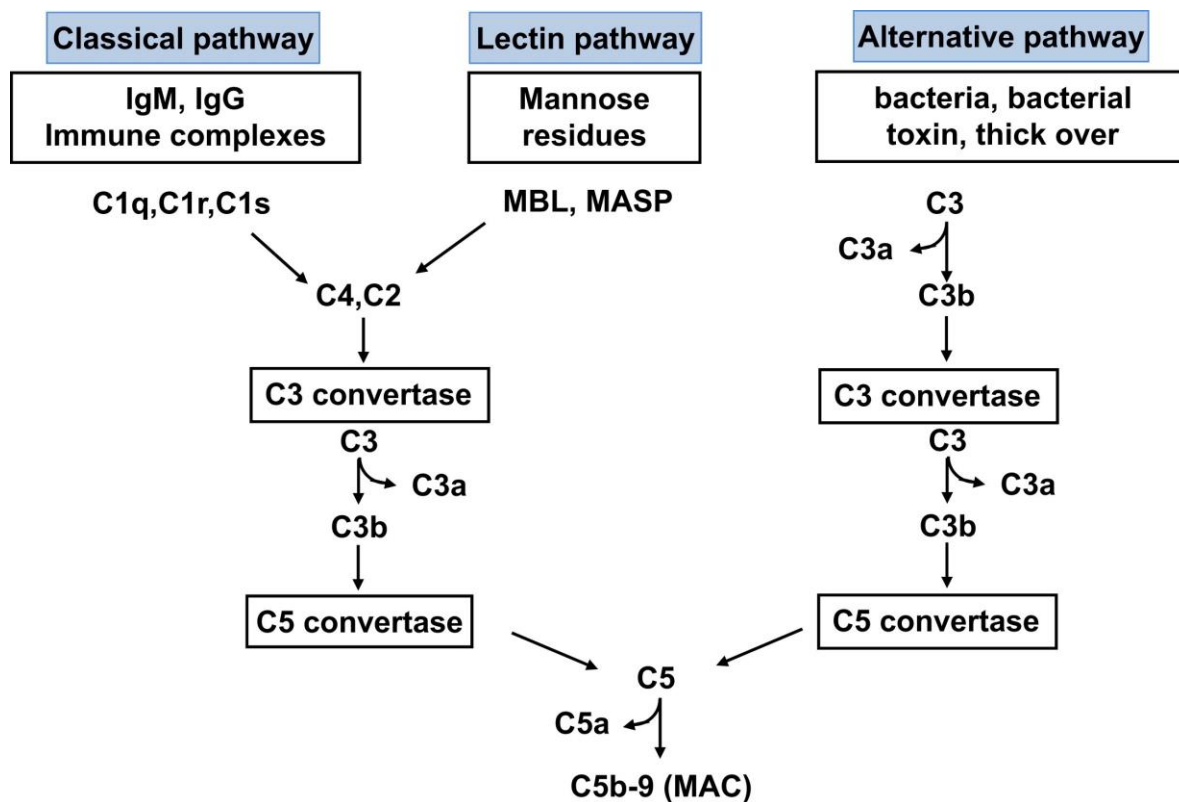 Classical pathway
IgM, IgG
Immune complexes
C1q,C1r,C1s
Lectin pathway
Mannose
residues
MBL, MASP
C4,C2
C3 convertase
C3
C3a
C3b
C5 convertase
Alternative pathway
bacteria, bacterial
toxin, thick over
C3
C3a
C3b
C3 convertase
C3
C3a
C3b
C5 convertase
C5
C5a
C5b-9 (MAC)